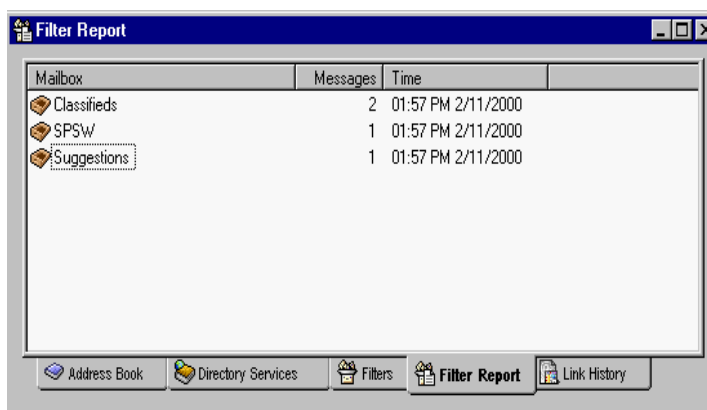 Filter Report
Mailbox Messages Time
Classifieds 2 01:57 PM 2/11/2000
SPSW 1 01:57 PM 2/11/2000
Suggestions 1 01:57 PM 2/11/2000
Address Book Directory Services Filters Filter Report Link History